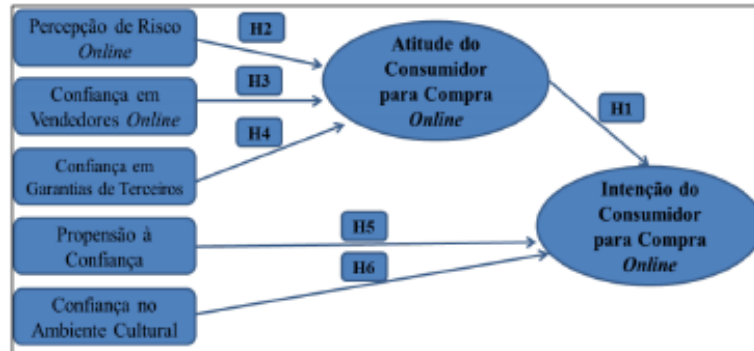 Percepção de Risco
Online
H2
Confiança em
Vendedores Online
H3
Confiança em
Garantias de Terceiros
H4
Propensão à
Confiança
H5
Confiança no
Ambiente Cultural
H6
Atitude do
Consumidor
para Compra
Online
H1
Intenção do
Consumidor
para Compra
Online